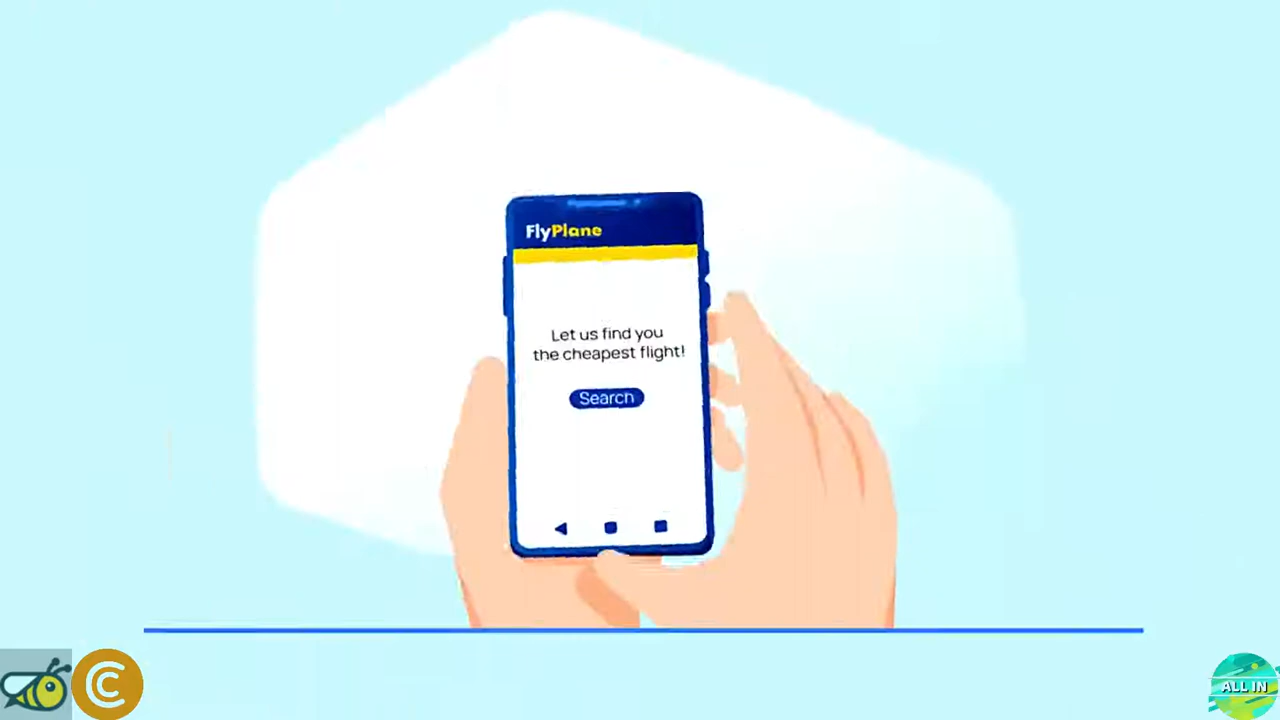 FlyPlane
Let us find you
the cheapest flight!
Search
ALL IN